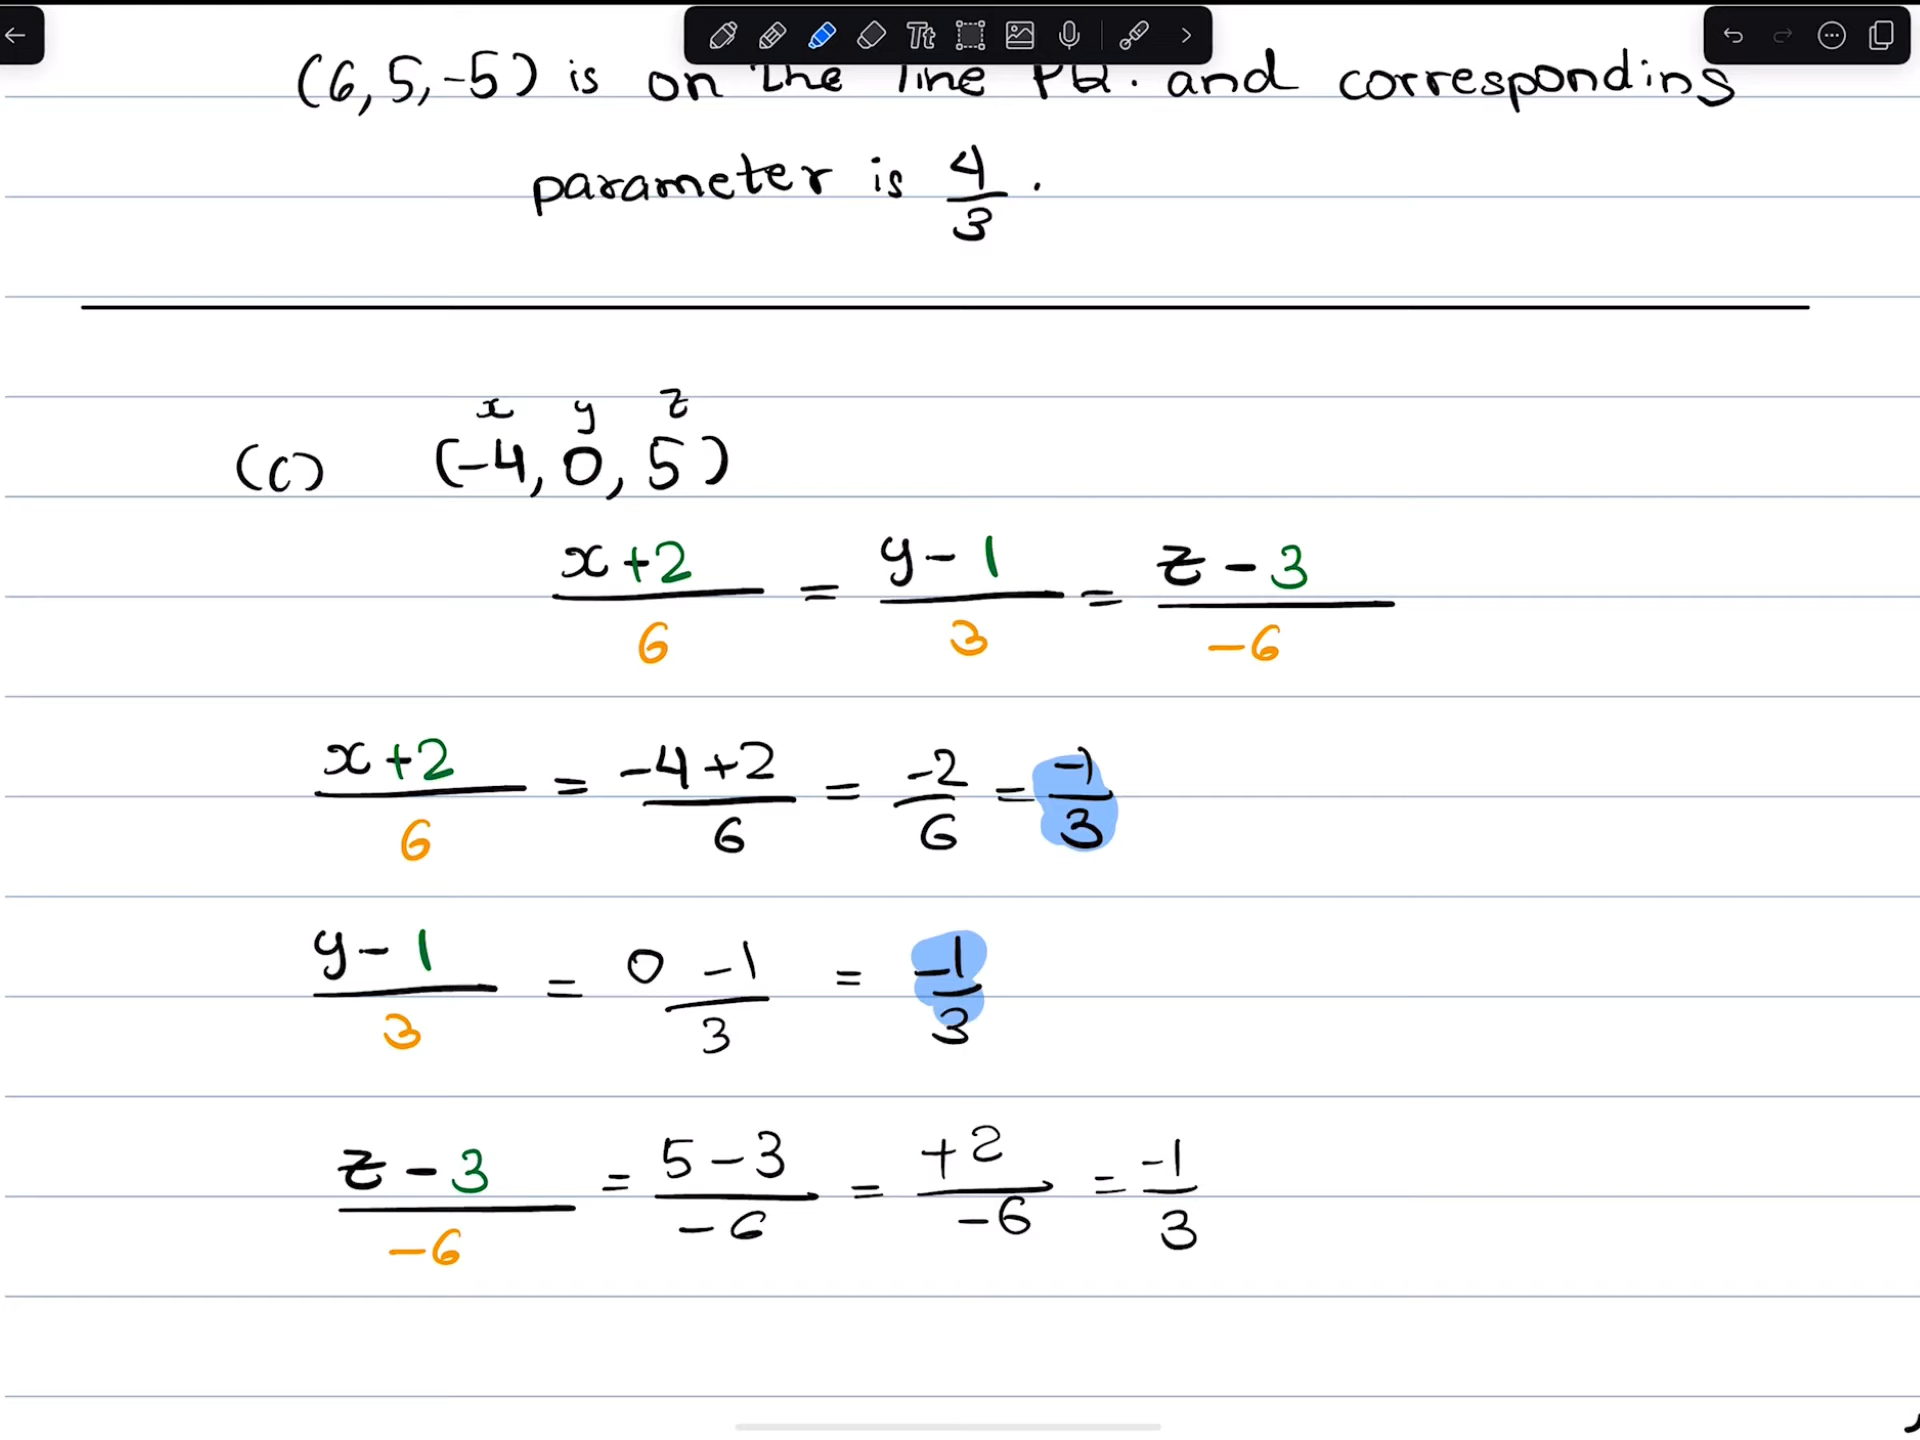 Tt
(6, 5, -5) is on the line PQ. and corresponding
parameter is 4/3.
x y z
(c) (-4, 0, 5)
x+2/6 = y-1/3 = z-3/-6
x+2/6 = -4+2/6 = -2/6 = -1/3
y-1/3 = 0-1/3 = -1/3
z-3/-6 = 5-3/-6 = +2/-6 = -1/3